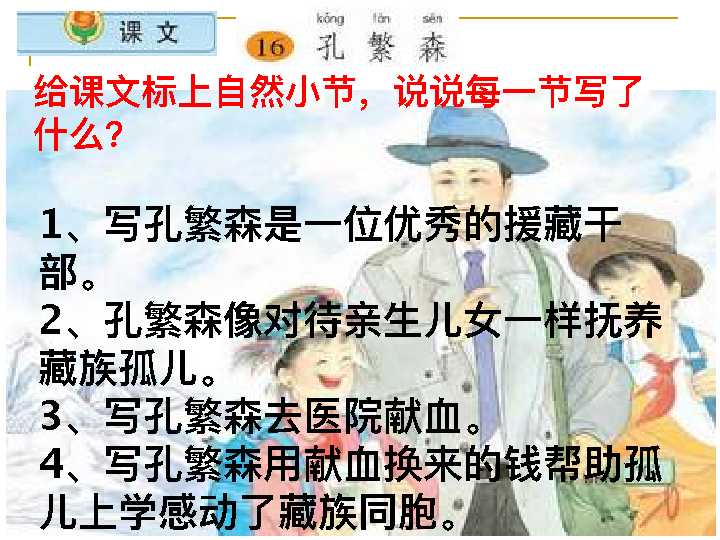 课文
kǒng fán sēn
16 孔繁森
给课文标上自然小节，说说每一节写了
什么？
1、写孔繁森是一位优秀的援藏干
部。
2、孔繁森像对待亲生儿女一样抚养
藏族孤儿。
3、写孔繁森去医院献血。
4、写孔繁森用献血换来的钱帮助孤
儿上学感动了藏族同胞。